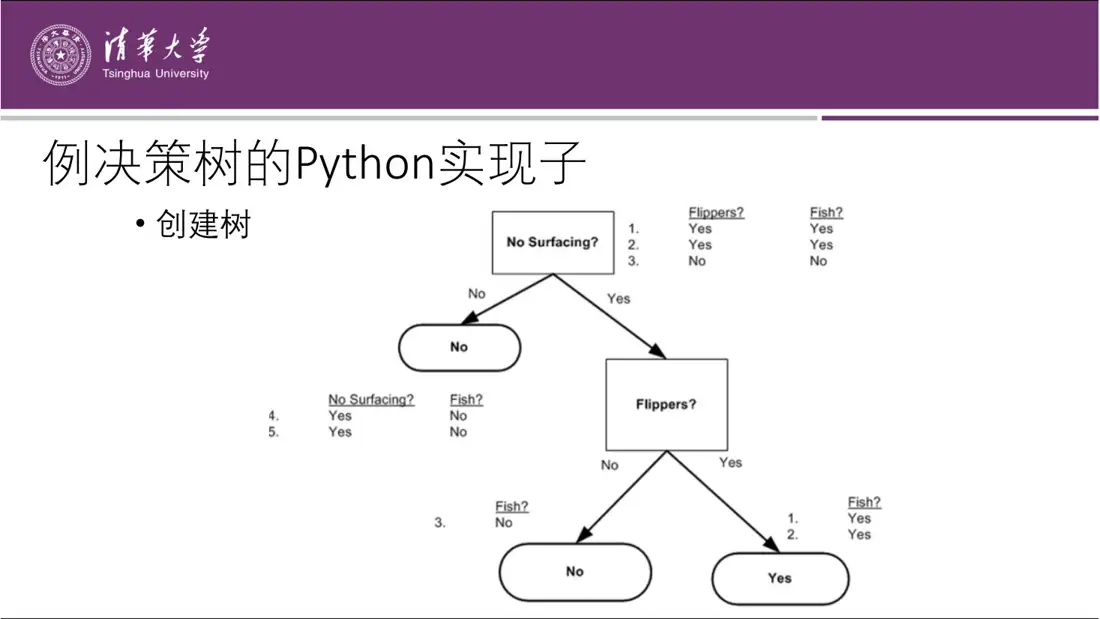 清华大学
Tsinghua University
例决策树的Python实现子
• 创建树
No Surfacing?
Flippers? Fish?
1. Yes Yes
2. Yes Yes
3. No No
No
Yes
No
No Surfacing? Fish?
4. Yes No
5. Yes No
Flippers?
No
Yes
Fish?
3. No
Fish?
1. Yes
2. Yes
No
Yes